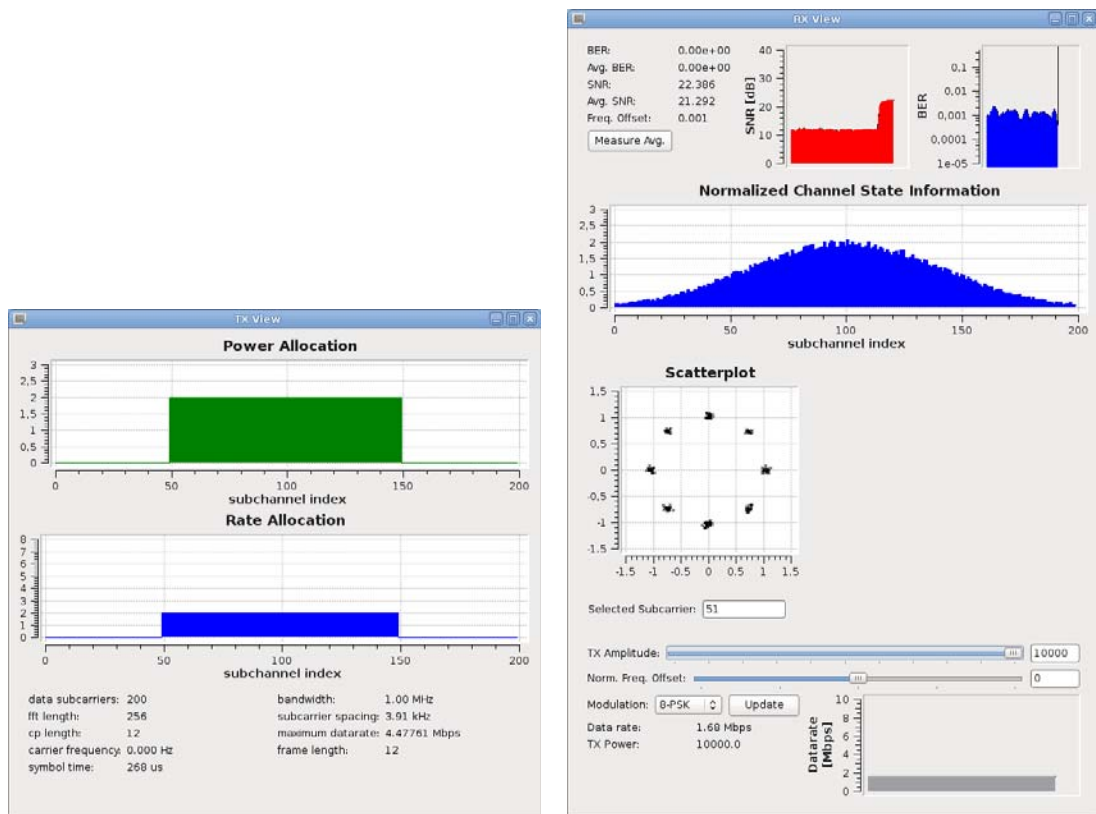 TX View
Power Allocation
3
2,5
2
1,5
1
0,5
0
0 50 100 150 200
subchannel index
Rate Allocation
8
7
6
5
4
3
2
1
0
0 50 100 150 200
subchannel index
data subcarriers: 200
fft length: 256
cp length: 12
carrier frequency: 0.000 Hz
symbol time: 268 us
bandwidth: 1.00 MHz
subcarrier spacing: 3.91 kHz
maximum datarate: 4.47761 Mbps
frame length: 12
RX View
BER: 0.00e+00
Avg. BER: 0.00e+00
SNR: 22.386
Avg. SNR: 21.292
Freq. Offset: 0.001
Measure Avg.
SNR [dB]
40
30
20
10
0
BER
0,1
0,01
0,001
0,0001
1e-05
Normalized Channel State Information
3
2,5
2
1,5
1
0,5
0
0 50 100 150 200
subchannel index
Scatterplot
1.5
1
0.5
0
-0.5
-1
-1.5
-1.5 -1 -0.5 0 0.5 1 1.5
Selected Subcarrier: 51
TX Amplitude: 10000
Norm. Freq. Offset: 0
Modulation: 8-PSK Update
Data rate: 1.68 Mbps
TX Power: 10000.0
Datarate
[Mbps]
10
8
6
4
2
0